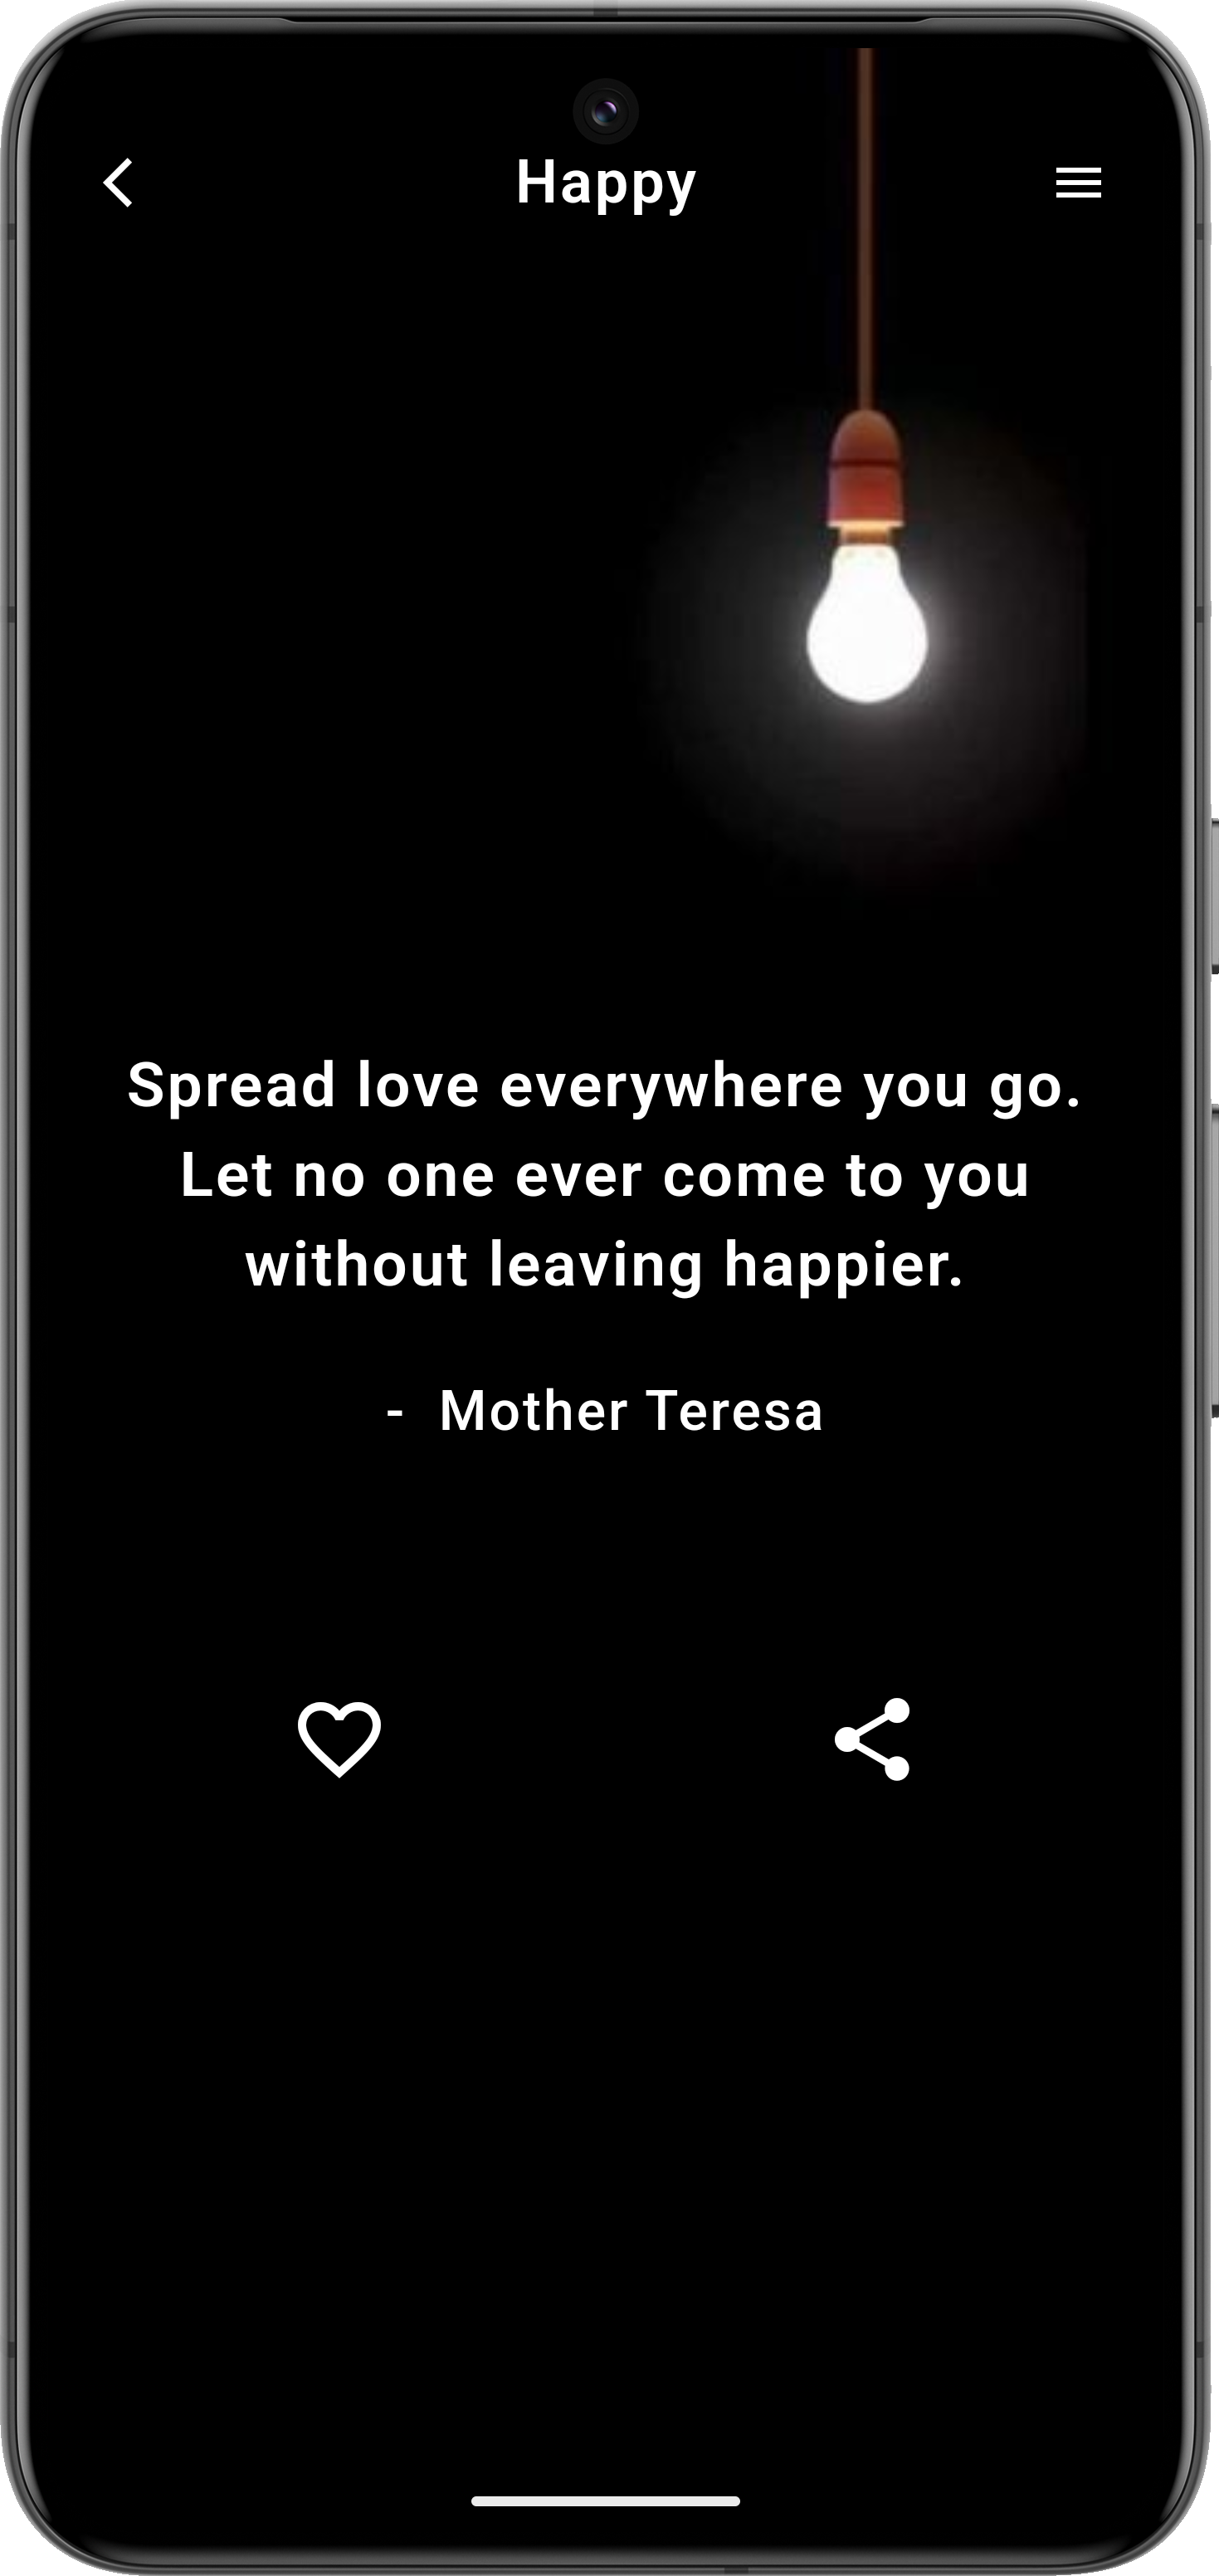 Happy
Spread love everywhere you go.
Let no one ever come to you
without leaving happier.
- Mother Teresa